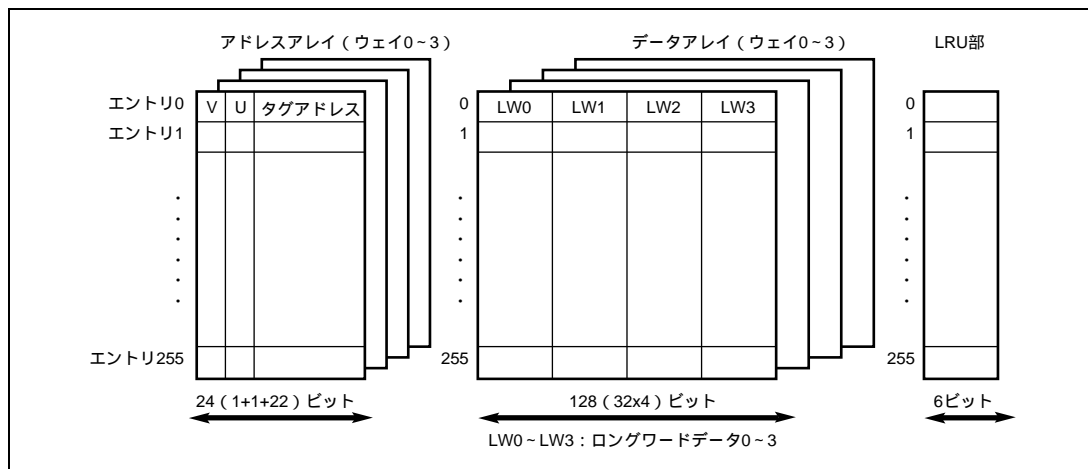 アドレスアレイ（ウェイ0~3） データアレイ（ウェイ0~3） LRU部
エントリ0 V U タグアドレス 0 LW0 LW1 LW2 LW3 0
エントリ1 1 1
エントリ255 255 255
24（1+1+22）ビット 128（32x4）ビット 6ビット
LW0~LW3：ロングワードデータ0~3